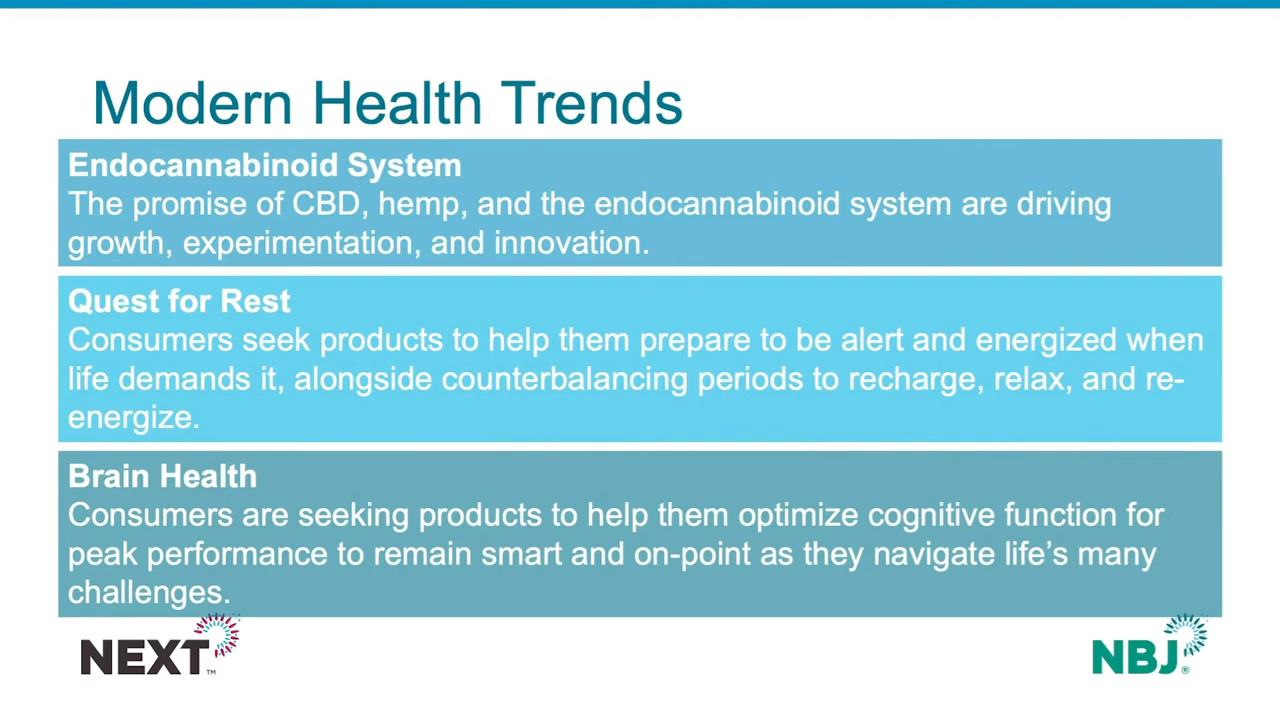 Modern Health Trends
Endocannabinoid System
The promise of CBD, hemp, and the endocannabinoid system are driving
growth, experimentation, and innovation.
Quest for Rest
Consumers seek products to help them prepare to be alert and energized when
life demands it, alongside counterbalancing periods to recharge, relax, and re-
energize.
Brain Health
Consumers are seeking products to help them optimize cognitive function for
peak performance to remain smart and on-point as they navigate life’s many
challenges.
NEXT™
NBJ®